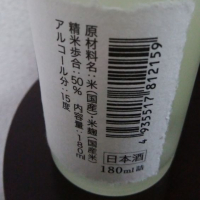 原材料名:米(国産)・米麹(国産米
精米歩合:50% 内容量:180ml
アルコール分:15度
4935517812159
日本酒
180ml詰